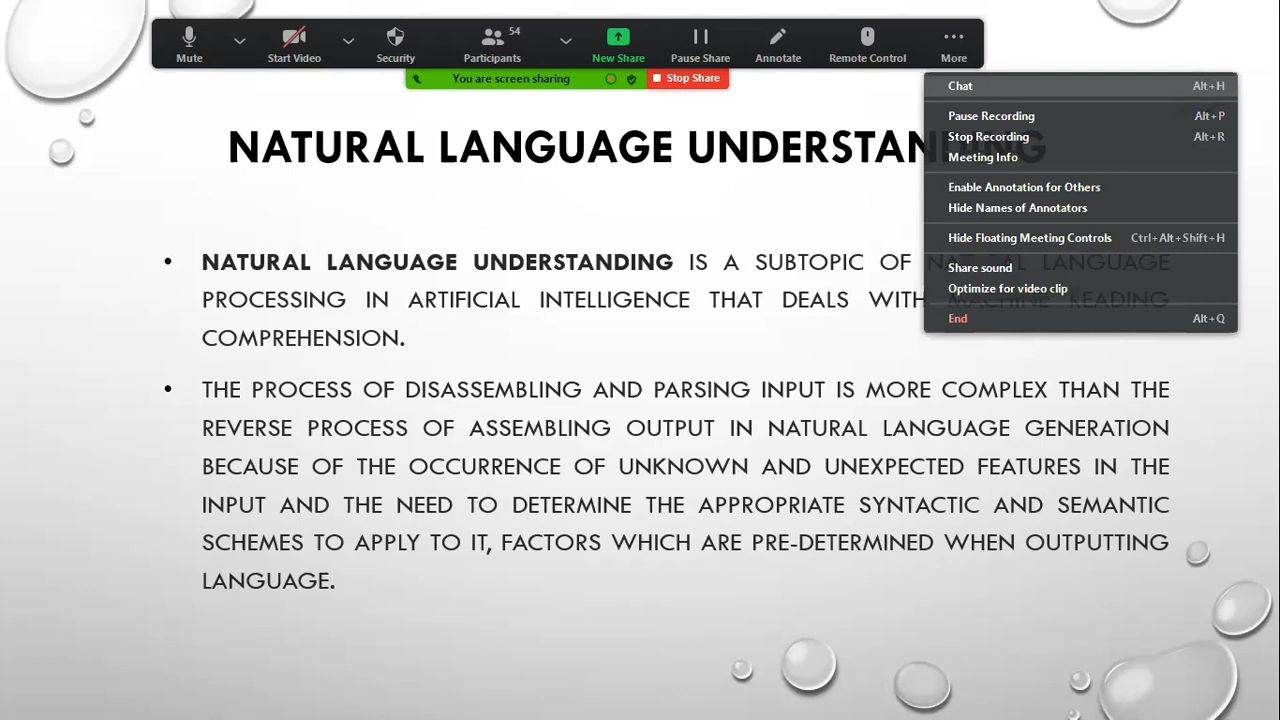 54
Mute Start Video Security Participants New Share Pause Share Annotate Remote Control More
You are screen sharing Stop Share
Chat Alt+H
Pause Recording Alt+P
Stop Recording Alt+R
Meeting Info
Enable Annotation for Others
Hide Names of Annotators
Hide Floating Meeting Controls Ctrl+Alt+Shift+H
Share sound
Optimize for video clip
End Alt+Q
NATURAL LANGUAGE UNDERSTANDING
• NATURAL LANGUAGE UNDERSTANDING IS A SUBTOPIC OF NATURAL LANGUAGE
PROCESSING IN ARTIFICIAL INTELLIGENCE THAT DEALS WITH MACHINE READING
COMPREHENSION.
• THE PROCESS OF DISASSEMBLING AND PARSING INPUT IS MORE COMPLEX THAN THE
REVERSE PROCESS OF ASSEMBLING OUTPUT IN NATURAL LANGUAGE GENERATION
BECAUSE OF THE OCCURRENCE OF UNKNOWN AND UNEXPECTED FEATURES IN THE
INPUT AND THE NEED TO DETERMINE THE APPROPRIATE SYNTACTIC AND SEMANTIC
SCHEMES TO APPLY TO IT, FACTORS WHICH ARE PRE-DETERMINED WHEN OUTPUTTING
LANGUAGE.